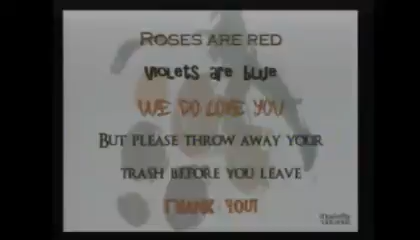 ROSES ARE RED
VIOLETS ARE BLUE
WE DO LOVE YOU
BUT PLEASE THROW AWAY YOUR
TRASH BEFORE YOU LEAVE
THANK YOU!